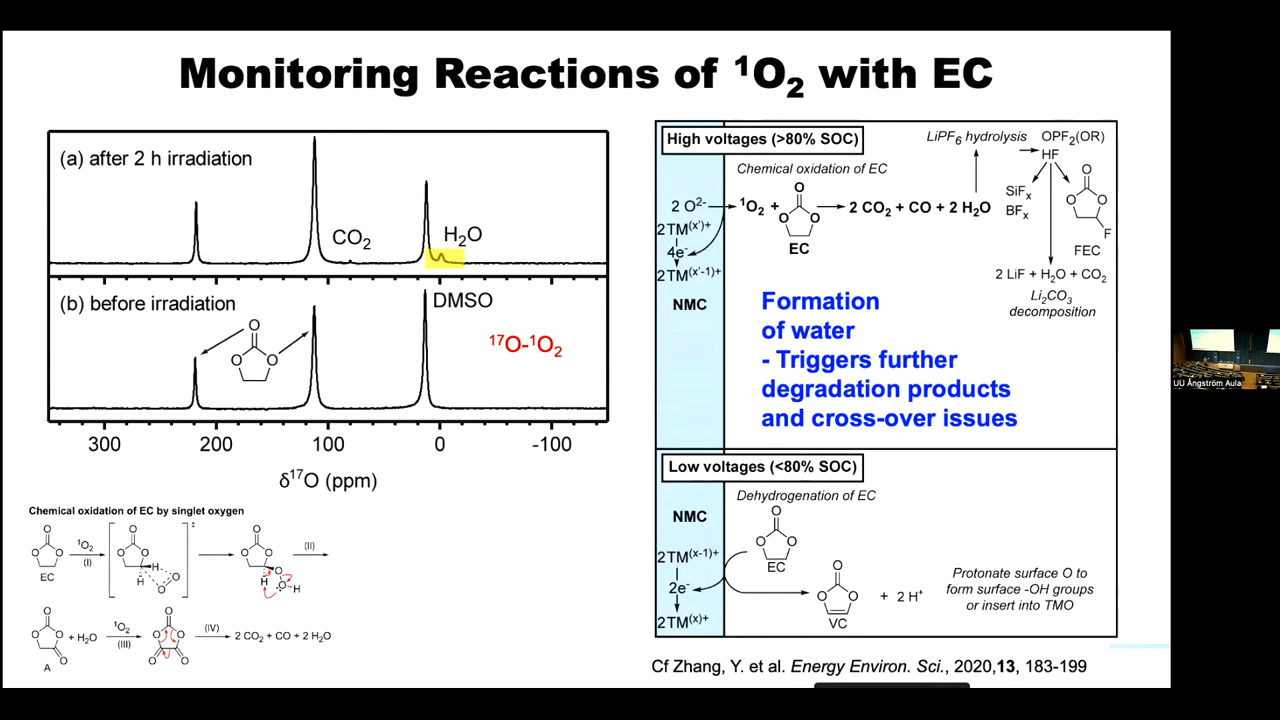 Monitoring Reactions of ¹O₂ with EC
(a) after 2 h irradiation
CO₂
H₂O
(b) before irradiation
DMSO
¹⁷O-¹O₂
O
O
O
300
200
100
0
-100
δ¹⁷O (ppm)
Chemical oxidation of EC by singlet oxygen
O
O
O
EC
¹O₂
(I)
O
O
O
H
H
O
O
‡
O
O
O
O
H
O
H
(II)
O
O
O
O
A
+ H₂O
¹O₂
(III)
O
O
O
O
O
(IV)
2 CO₂ + CO + 2 H₂O
High voltages (>80% SOC)
Chemical oxidation of EC
LiPF₆ hydrolysis
OPF₂(OR)
HF
SiFₓ
BFₓ
O
O
O
F
FEC
2 O²⁻
¹O₂ +
O
O
O
EC
2 CO₂ + CO + 2 H₂O
2TM⁽ˣ'⁾⁺
4e⁻
2TM⁽ˣ'⁻¹⁾⁺
NMC
2 LiF + H₂O + CO₂
Li₂CO₃
decomposition
Formation
of water
- Triggers further
degradation products
and cross-over issues
Low voltages (<80% SOC)
Dehydrogenation of EC
NMC
O
O
O
EC
2TM⁽ˣ⁻¹⁾⁺
2e⁻
2TM⁽ˣ⁾⁺
O
O
O
VC
+ 2 H⁺
Protonate surface O to
form surface -OH groups
or insert into TMO
Cf Zhang, Y. et al. Energy Environ. Sci., 2020,13, 183-199
UU Ångström Aula